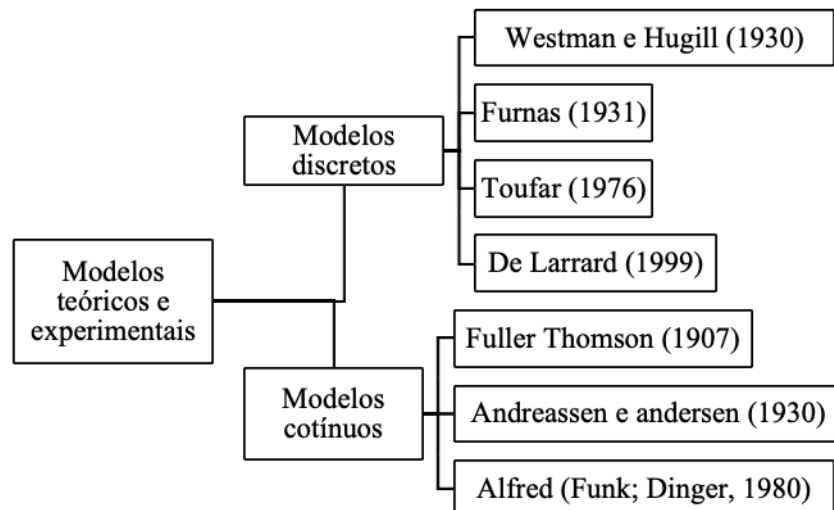 Modelos
teóricos e
experimentais
Modelos
discretos
Westman e Hugill (1930)
Furnas (1931)
Toufar (1976)
De Larrard (1999)
Modelos
cotínuos
Fuller Thomson (1907)
Andreassen e andersen (1930)
Alfred (Funk; Dinger, 1980)